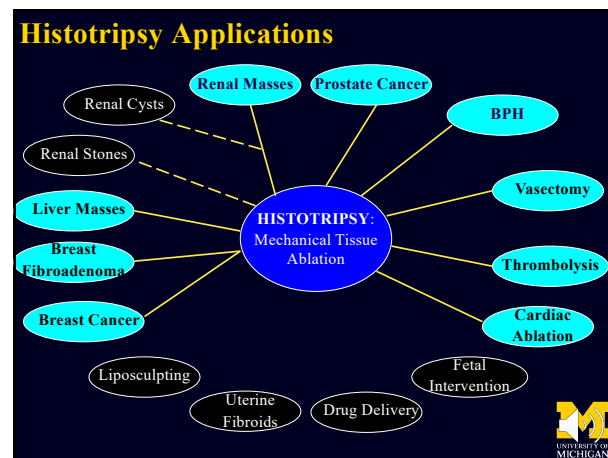 Histotripsy Applications
Renal Masses
Prostate Cancer
Renal Cysts
BPH
Renal Stones
Vasectomy
Liver Masses
HISTOTRIPSY:
Mechanical Tissue
Ablation
Breast
Fibroadenoma
Thrombolysis
Breast Cancer
Cardiac
Ablation
Liposculpting
Fetal
Intervention
Uterine
Fibroids
Drug Delivery
UNIVERSITY OF
MICHIGAN